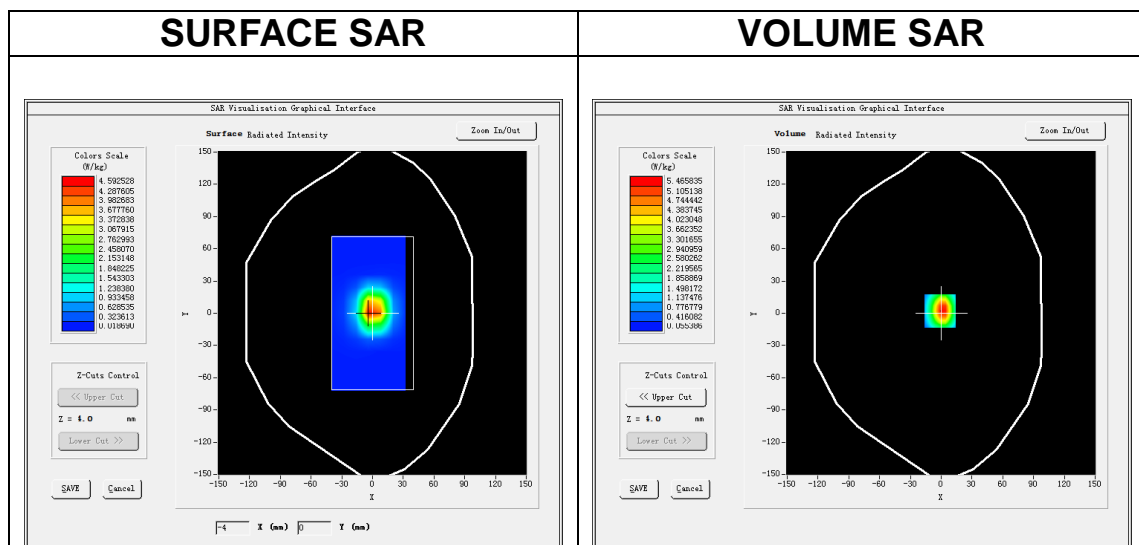 SURFACE SAR
VOLUME SAR
SAR Visualisation Graphical Interface
Surface Radiated Intensity
Zoom In/Out
Colors Scale
(W/kg)
4.592528
4.287605
3.982683
3.677760
3.372838
3.067915
2.762993
2.458070
2.153148
1.848225
1.543303
1.238380
0.933458
0.628535
0.323613
0.018690
Z-Cuts Control
<< Upper Cut
Z = 4.0 mm
Lower Cut >>
SAVE Cancel
150
120
90
60
30
0
-30
-60
-90
-120
-150
Y
-150 -120 -90 -60 -30 0 30 60 90 120 150
X
-4 X (mm) 0 Y (mm)
SAR Visualisation Graphical Interface
Volume Radiated Intensity
Zoom In/Out
Colors Scale
(W/kg)
5.465835
5.105138
4.744442
4.383745
4.023048
3.662352
3.301655
2.940959
2.580262
2.219565
1.858869
1.498172
1.137476
0.776779
0.416082
0.055386
Z-Cuts Control
<< Upper Cut
Z = 4.0 mm
Lower Cut >>
SAVE Cancel
150
120
90
60
30
0
-30
-60
-90
-120
-150
Y
-150 -120 -90 -60 -30 0 30 60 90 120 150
X